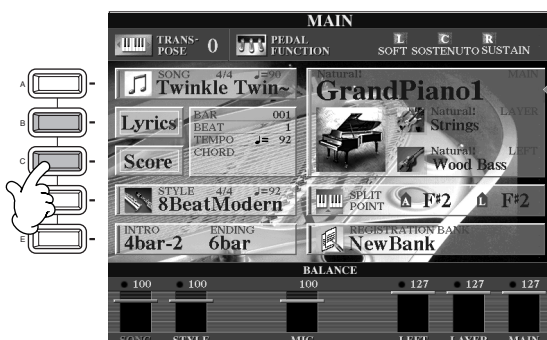 MAIN
TRANS-
POSE 0
PEDAL
FUNCTION
L C R
SOFT SOSTENUTO SUSTAIN
A
B
C
E
SONG 4/4 ♩=90
Twinkle Twin~
Lyrics
Score
BAR 001
BEAT 1
TEMPO ♩= 92
CHORD
STYLE 4/4 ♩=92
8BeatModern
INTRO ENDING
4bar-2 6bar
Natural! MAIN
GrandPiano1
Natural! LAYER
Strings
Natural! LEFT
Wood Bass
SPLIT
POINT A F#2 L F#2
REGISTRATION BANK
NewBank
BALANCE
100 100 100 127 127 127
SONG STYLE MIC LEFT LAYER MAIN